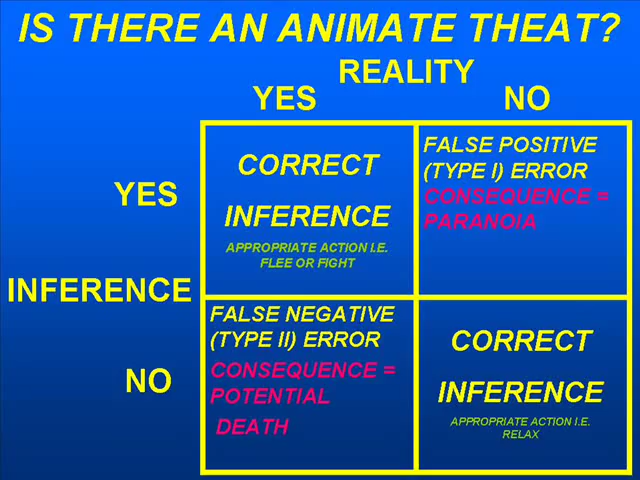 IS THERE AN ANIMATE THEAT?
REALITY
YES NO
YES
CORRECT
INFERENCE
APPROPRIATE ACTION I.E.
FLEE OR FIGHT
FALSE POSITIVE
(TYPE I) ERROR
CONSEQUENCE =
PARANOIA
INFERENCE
NO
FALSE NEGATIVE
(TYPE II) ERROR
CONSEQUENCE =
POTENTIAL
DEATH
CORRECT
INFERENCE
APPROPRIATE ACTION I.E.
RELAX